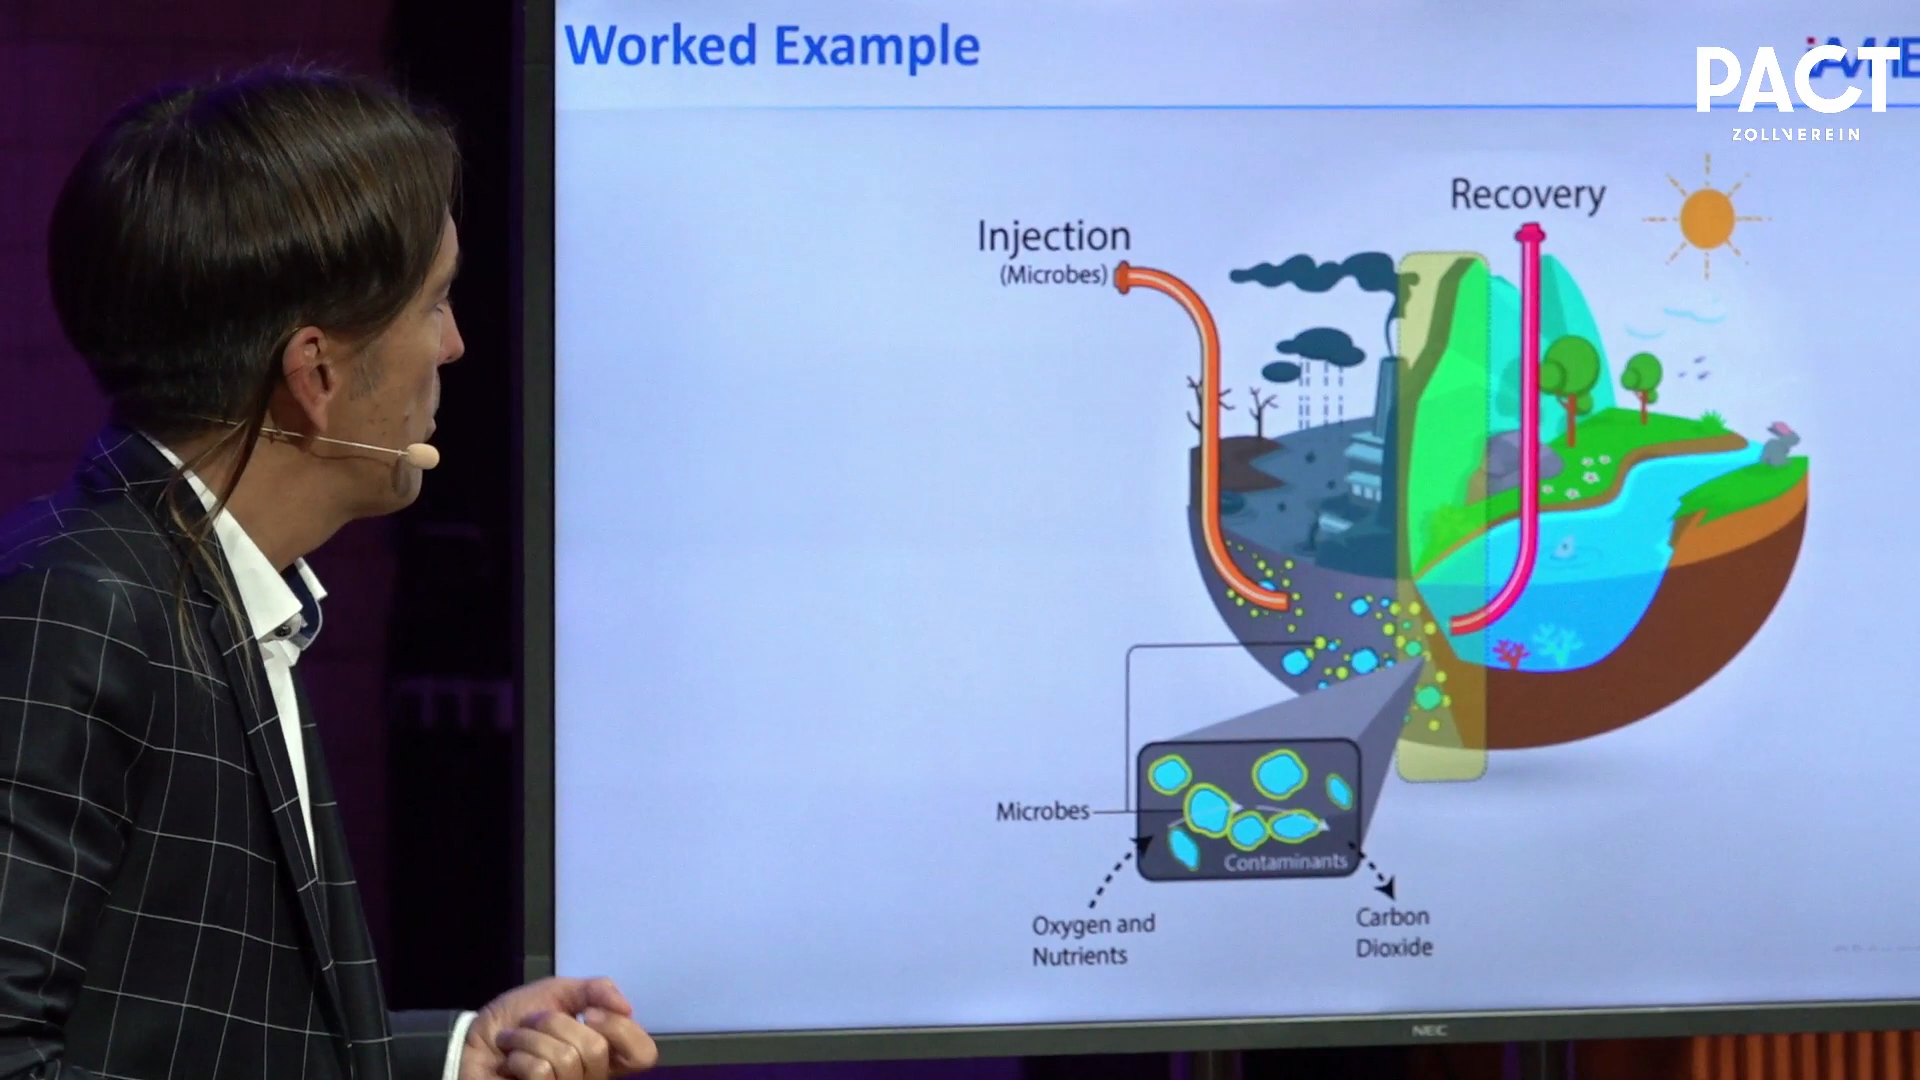 Worked Example
PACT
ZOLLVEREIN
Recovery
Injection
(Microbes)
Microbes
Contaminants
Oxygen and
Nutrients
Carbon
Dioxide
NEC